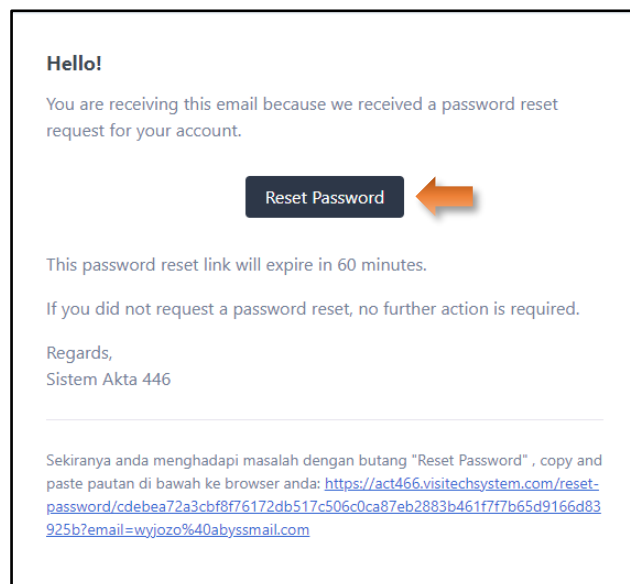 Hello!
You are receiving this email because we received a password reset
request for your account.
Reset Password
This password reset link will expire in 60 minutes.
If you did not request a password reset, no further action is required.
Regards,
Sistem Akta 446
Sekiranya anda menghadapi masalah dengan butang "Reset Password" , copy and
paste pautan di bawah ke browser anda: https://act466.visitechsystem.com/reset-
password/cdebea72a3cbf8f76172db517c506c0ca87eb2883b461f7f7b65d9166d83
925b?email=wyjozo%40abyssmail.com